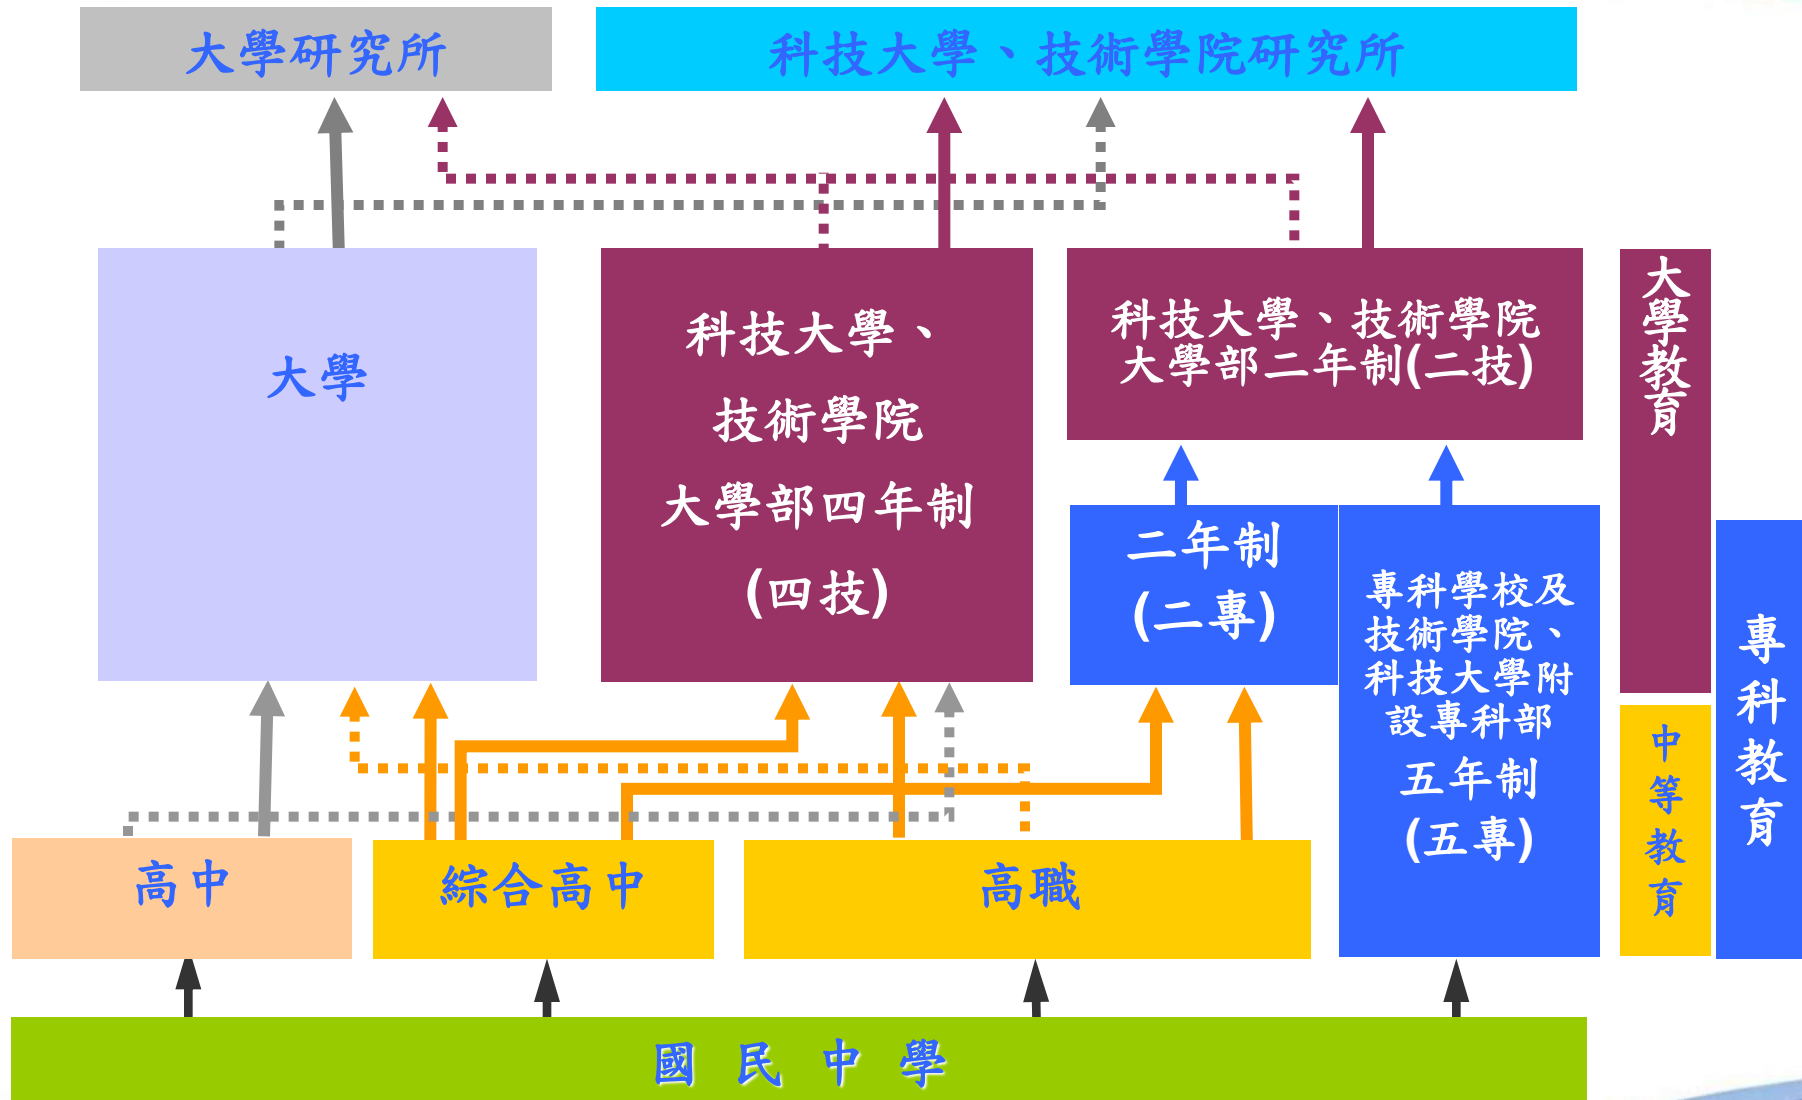 大學研究所
科技大學、技術學院研究所
大學
科技大學、
技術學院
大學部四年制
(四技)
科技大學、技術學院
大學部二年制(二技)
大學教育
二年制
(二專)
專科學校及
技術學院、
科技大學附
設專科部
五年制
(五專)
專科教育
中等教育
高中
綜合高中
高職
國民中學